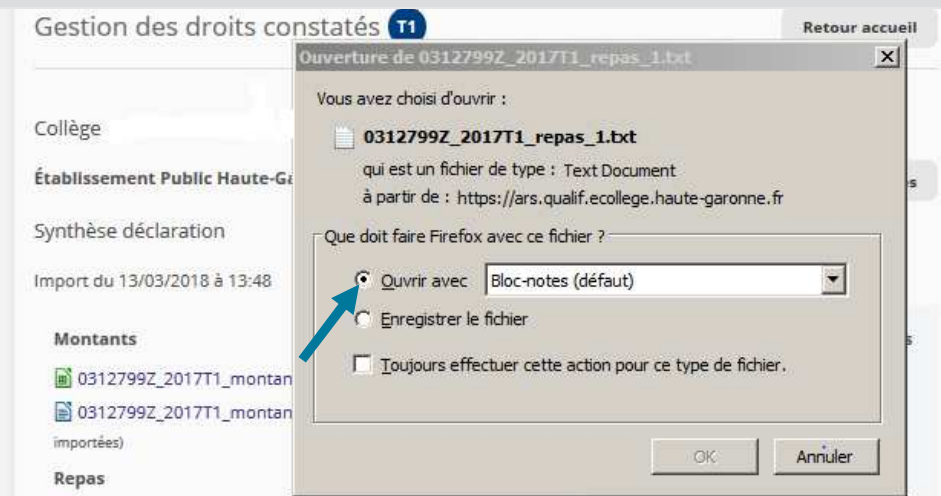 Gestion des droits constatés T1
Retour accueil
Ouverture de 0312799Z_2017T1_repas_1.txt
Vous avez choisi d'ouvrir :
0312799Z_2017T1_repas_1.txt
qui est un fichier de type : Text Document
à partir de : https://ars.qualif.ecollege.haute-garonne.fr
Que doit faire Firefox avec ce fichier ?
Ouvrir avec Bloc-notes (défaut)
Enregistrer le fichier
Toujours effectuer cette action pour ce type de fichier.
OK
Annuler
Collège
Établissement Public Haute-Ga
Synthèse déclaration
Import du 13/03/2018 à 13:48
Montants
0312799Z_2017T1_montan
0312799Z_2017T1_montan
importées)
Repas